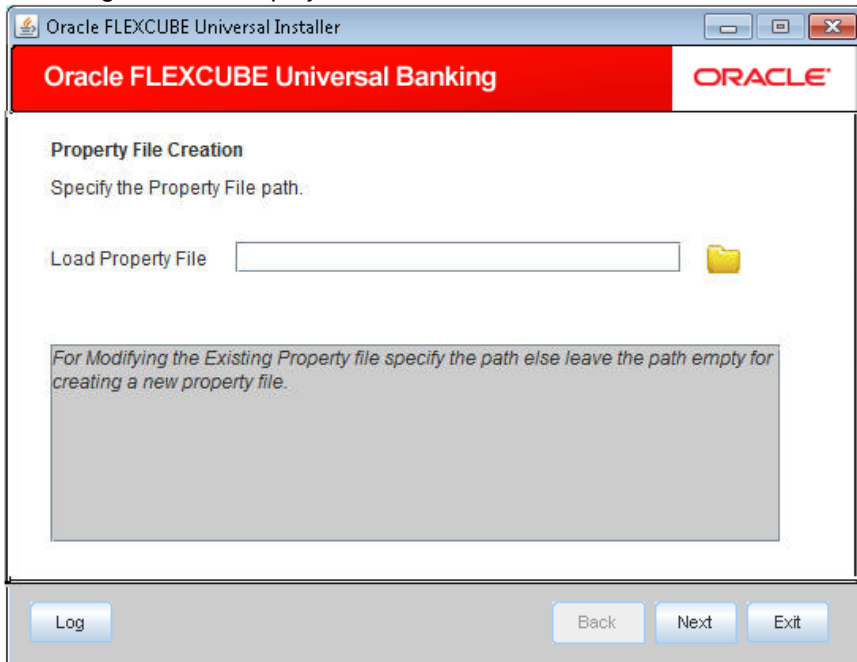 Oracle FLEXCUBE Universal Installer
Oracle FLEXCUBE Universal Banking
ORACLE
Property File Creation
Specify the Property File path.
Load Property File
For Modifying the Existing Property file specify the path else leave the path empty for
creating a new property file.
Log
Back
Next
Exit